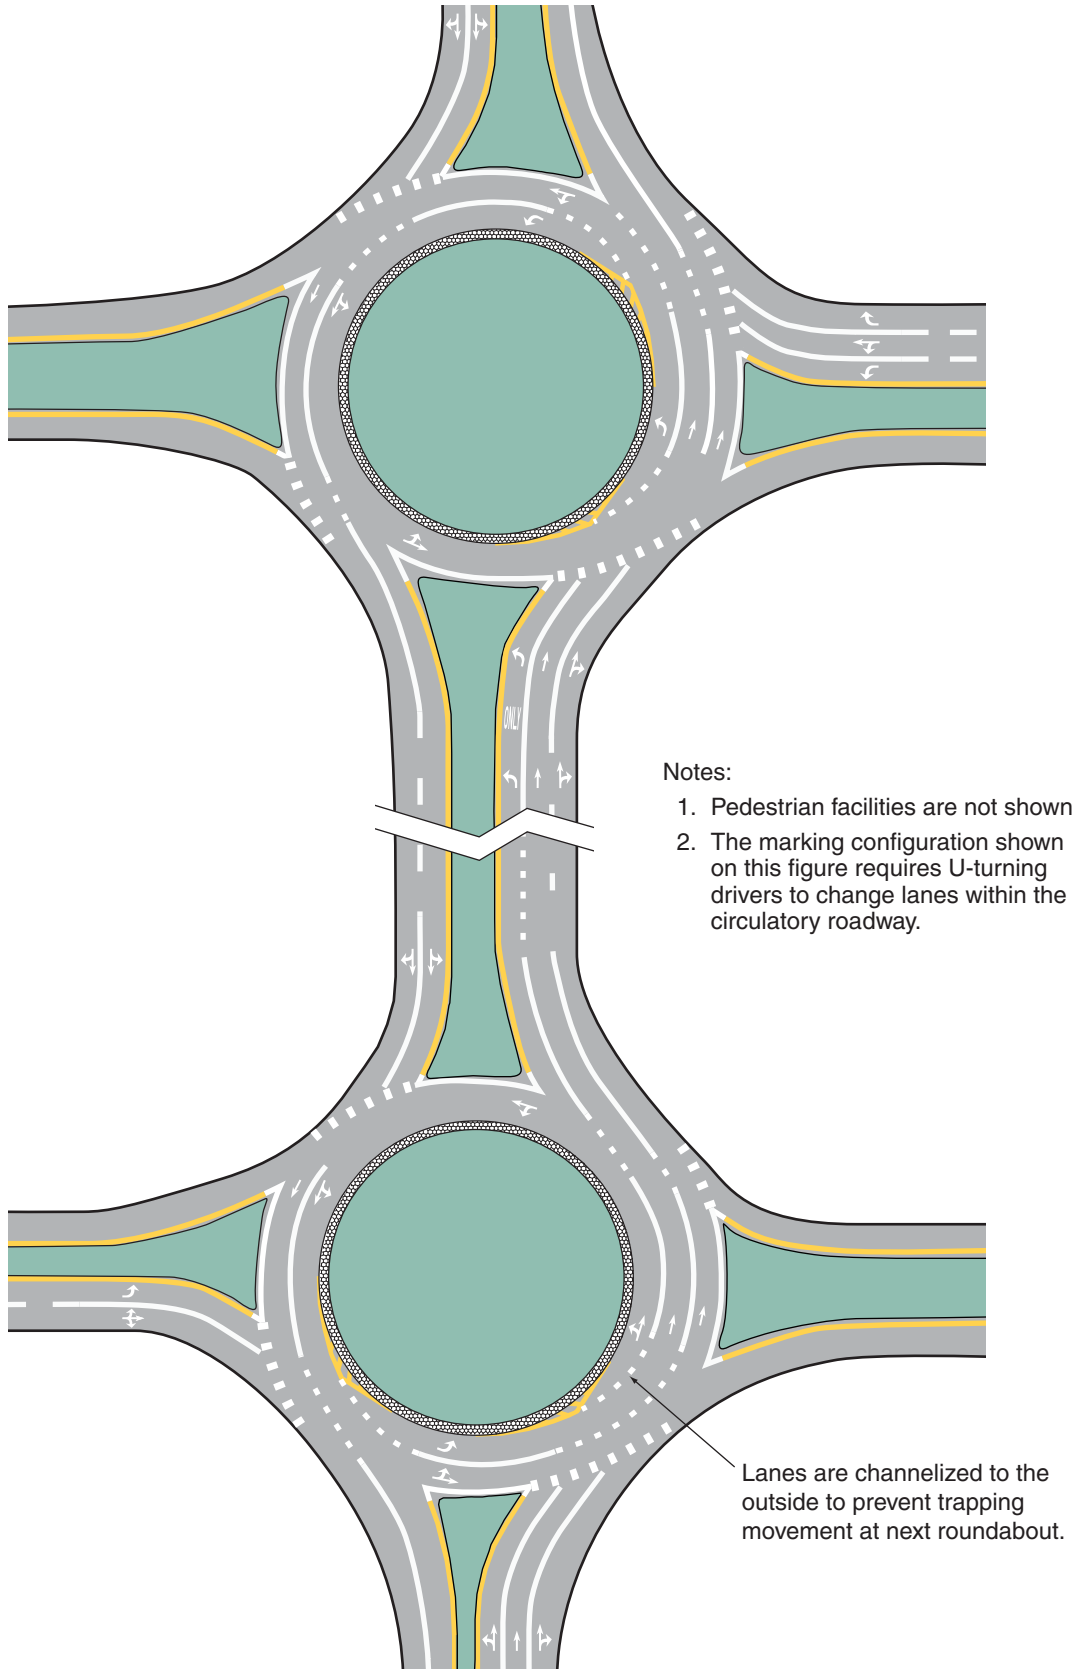 ONLY
Notes:
1. Pedestrian facilities are not shown
2. The marking configuration shown
on this figure requires U-turning
drivers to change lanes within the
circulatory roadway.
Lanes are channelized to the
outside to prevent trapping
movement at next roundabout.